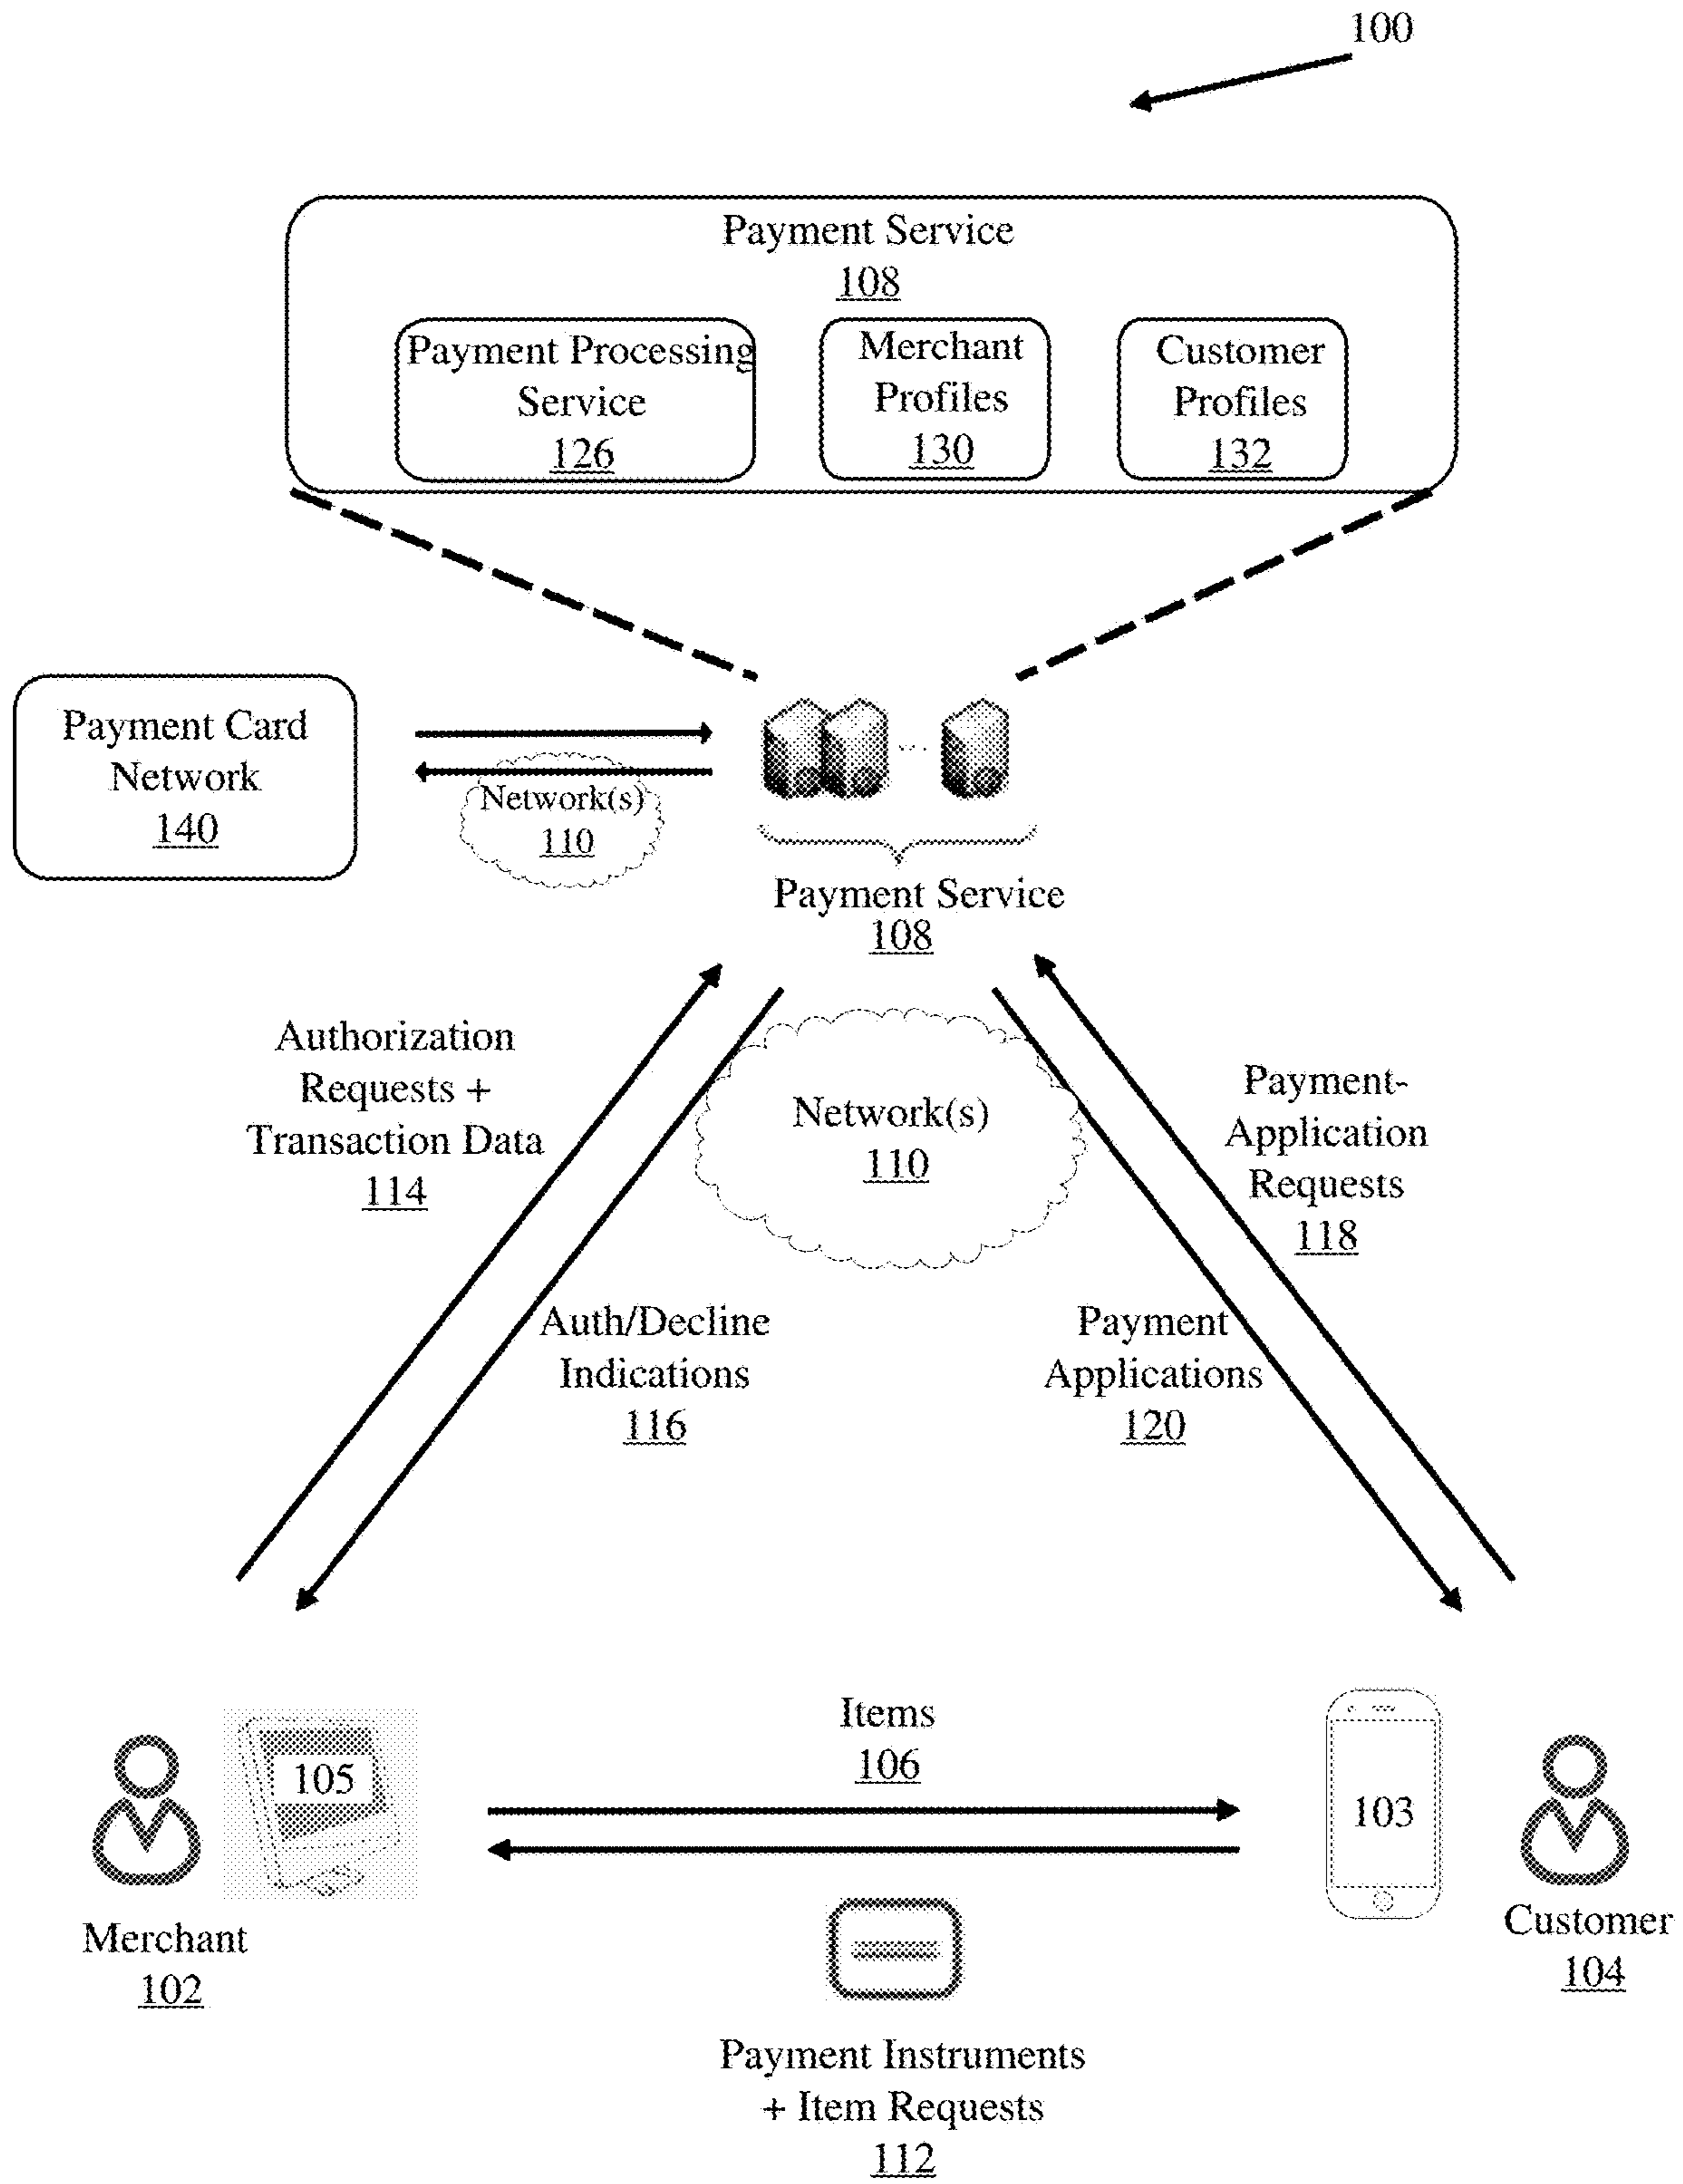 100
Payment Service
108
Payment Processing
Service
126
Merchant
Profiles
130
Customer
Profiles
132
Payment Card
Network
140
Network(s)
110
Payment Service
108
Authorization
Requests +
Transaction Data
114
Network(s)
110
Payment-
Application
Requests
118
Auth/Decline
Indications
116
Payment
Applications
120
Items
106
105
103
Merchant
102
Customer
104
Payment Instruments
+ Item Requests
112